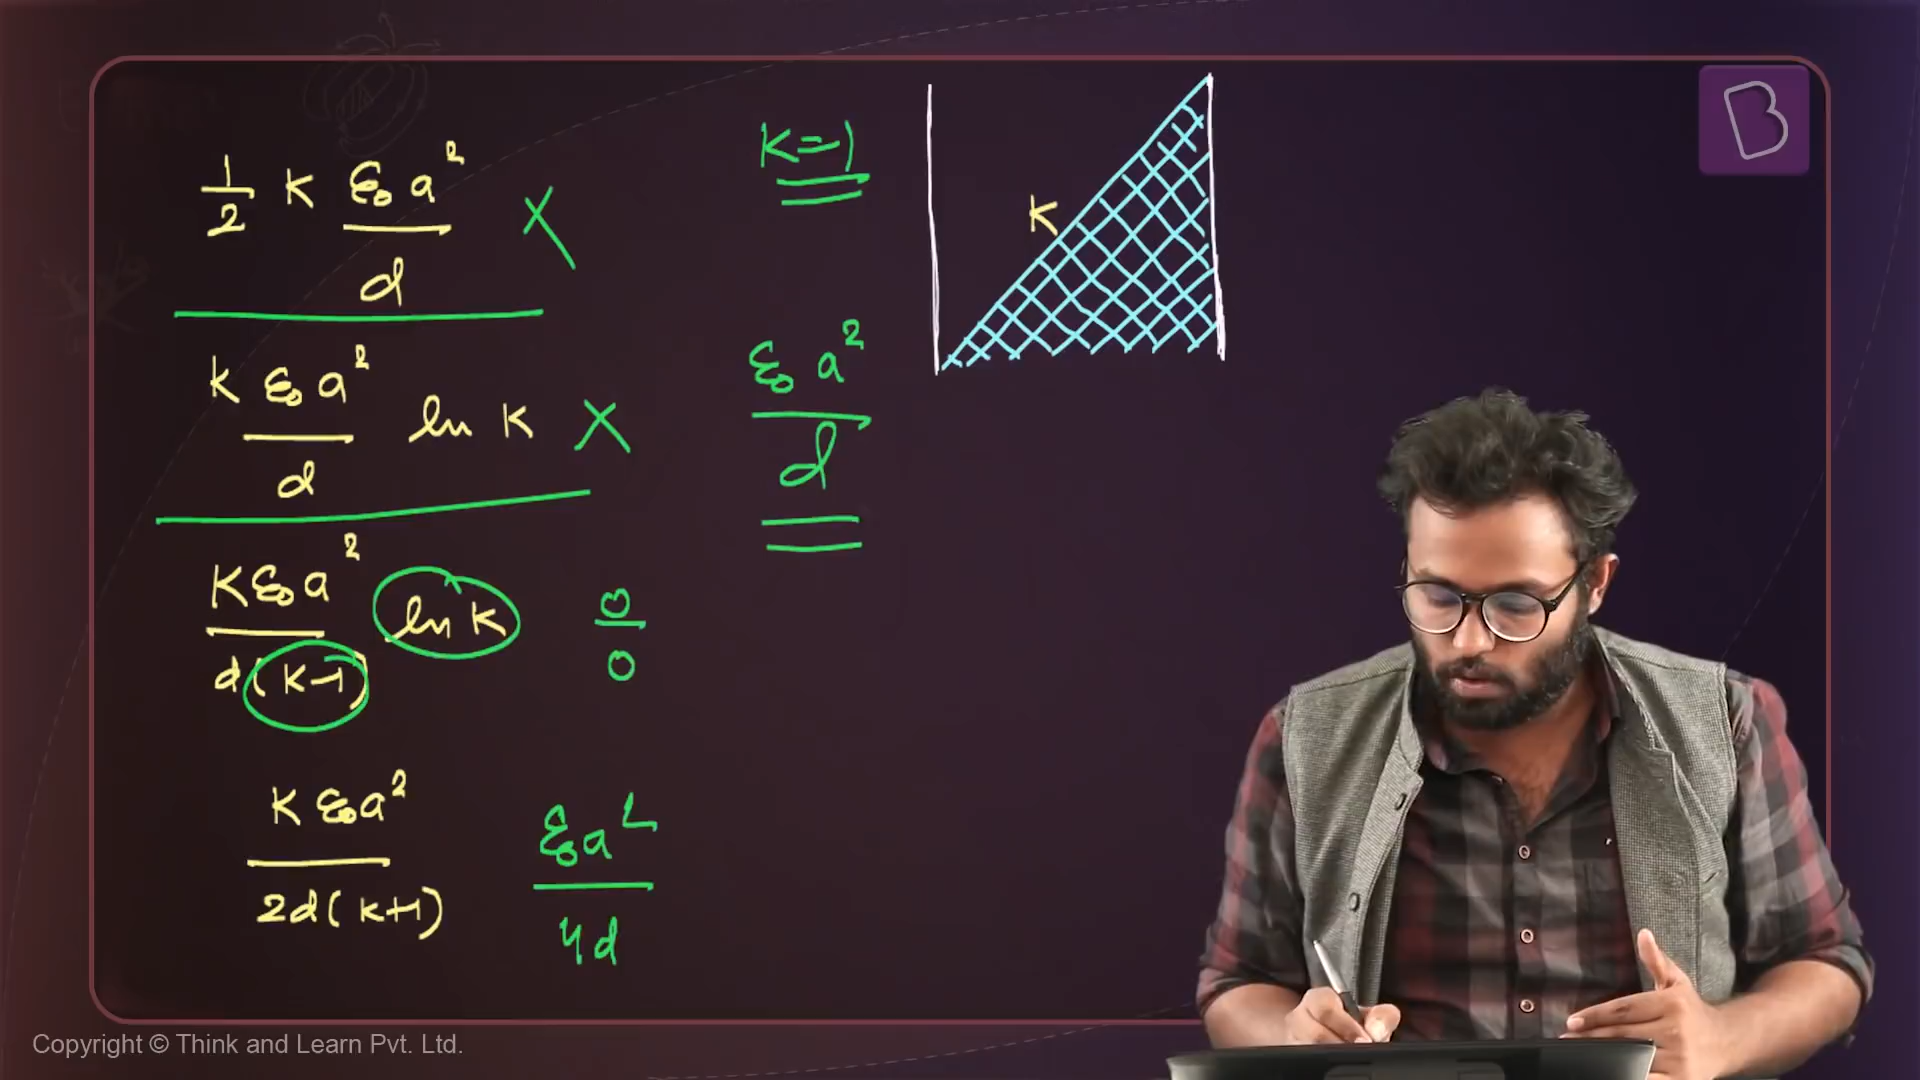 1/2 K ε₀ a² / d X
K ε₀ a² / d ln K X
K ε₀ a² / d(K-1) ln K 0/0
K ε₀ a² / 2d(K+1) ε₀ a² / 4d
K=1
ε₀ a² / d
K
B
Copyright © Think and Learn Pvt. Ltd.